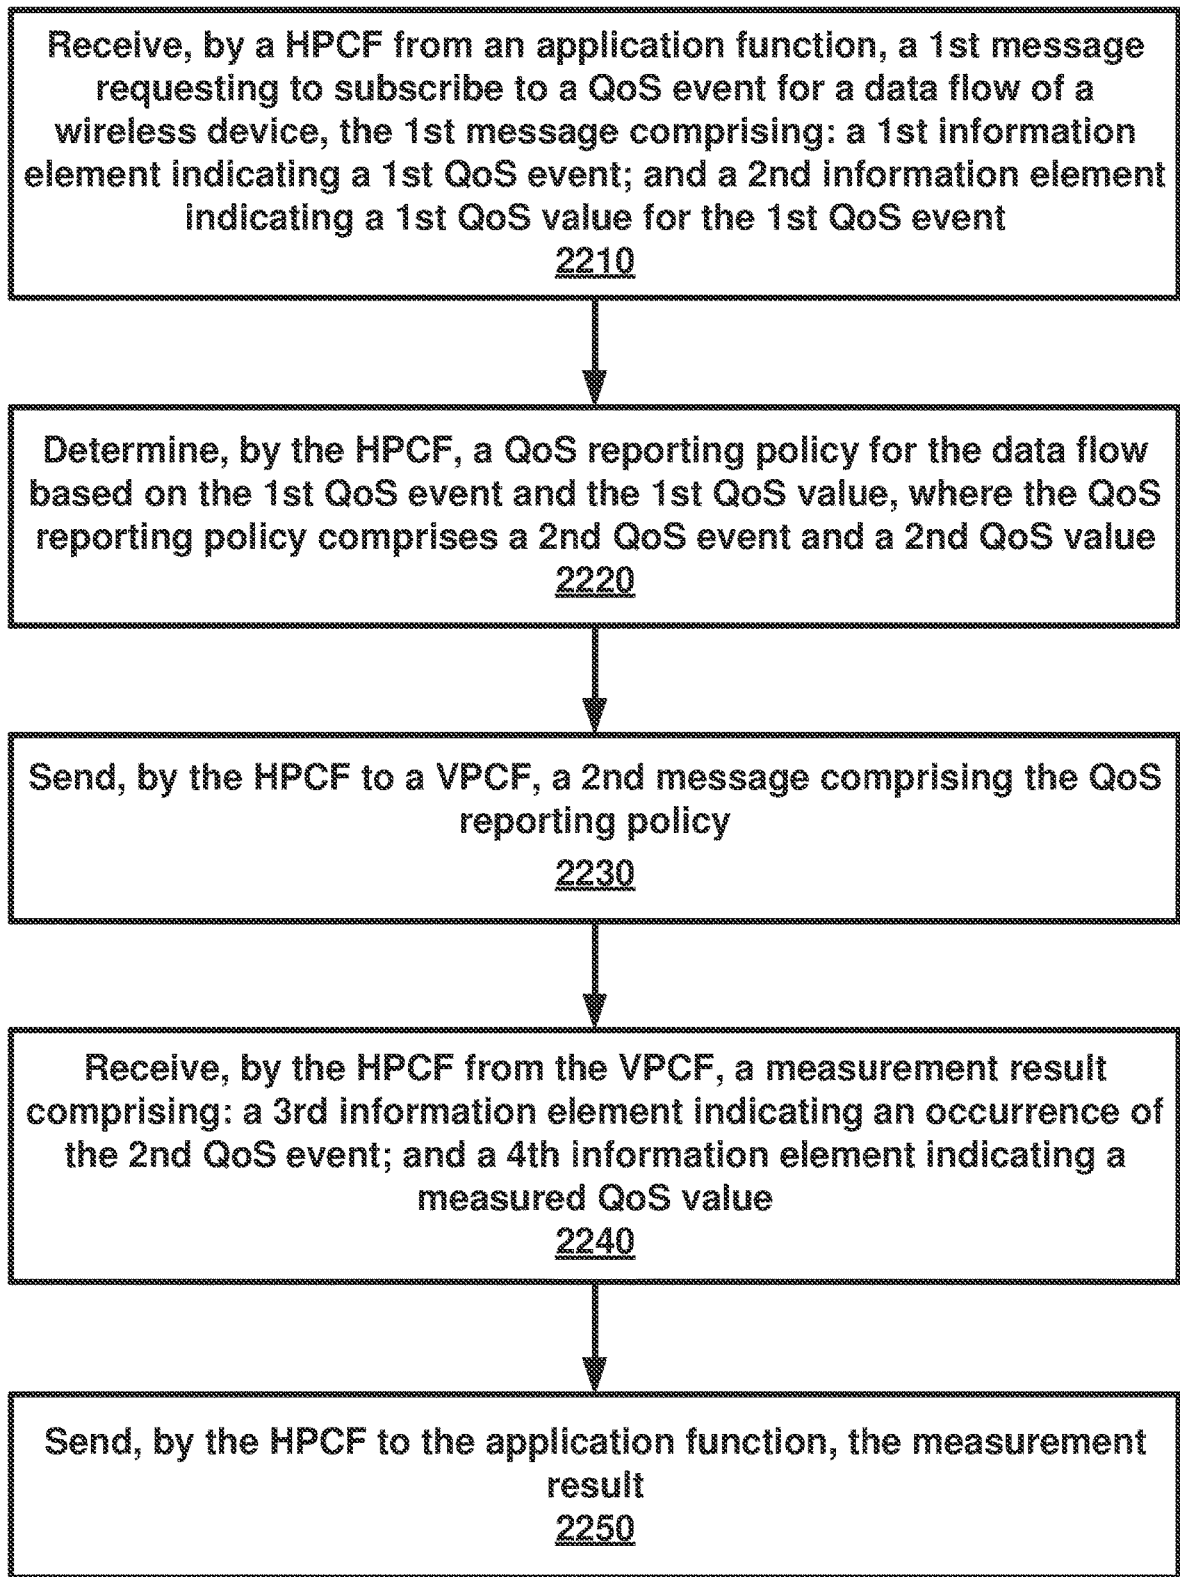 Receive, by a HPCF from an application function, a 1st message
requesting to subscribe to a QoS event for a data flow of a
wireless device, the 1st message comprising: a 1st information
element indicating a 1st QoS event; and a 2nd information element
indicating a 1st QoS value for the 1st QoS event
2210
Determine, by the HPCF, a QoS reporting policy for the data flow
based on the 1st QoS event and the 1st QoS value, where the QoS
reporting policy comprises a 2nd QoS event and a 2nd QoS value
2220
Send, by the HPCF to a VPCF, a 2nd message comprising the QoS
reporting policy
2230
Receive, by the HPCF from the VPCF, a measurement result
comprising: a 3rd information element indicating an occurrence of
the 2nd QoS event; and a 4th information element indicating a
measured QoS value
2240
Send, by the HPCF to the application function, the measurement
result
2250